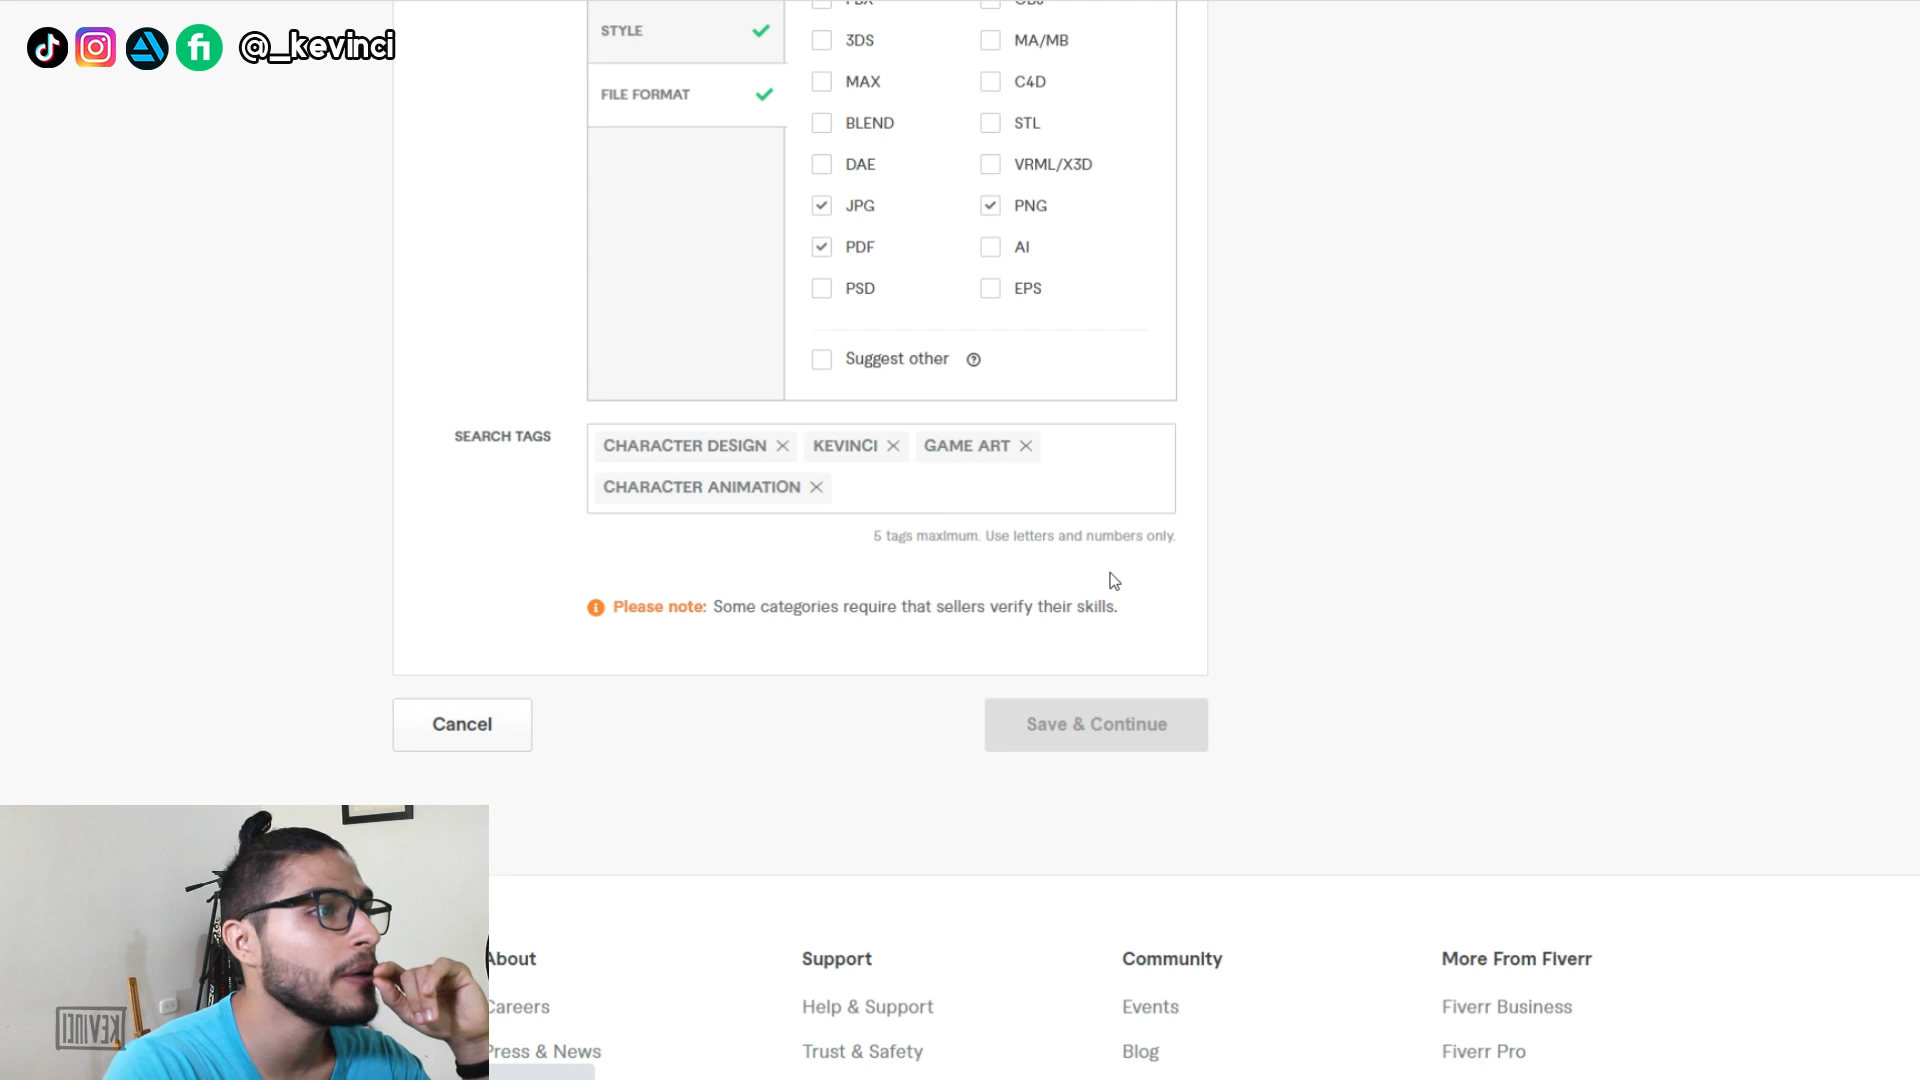 @_kevinci
FBX
OBJ
STYLE
3DS
MA/MB
FILE FORMAT
MAX
C4D
BLEND
STL
DAE
VRML/X3D
JPG
PNG
PDF
AI
PSD
EPS
Suggest other
SEARCH TAGS
CHARACTER DESIGN
KEVINCI
GAME ART
CHARACTER ANIMATION
5 tags maximum. Use letters and numbers only.
Please note: Some categories require that sellers verify their skills.
Cancel
Save & Continue
About
Support
Community
More From Fiverr
Careers
Help & Support
Events
Fiverr Business
Press & News
Trust & Safety
Blog
Fiverr Pro
KEVINCI